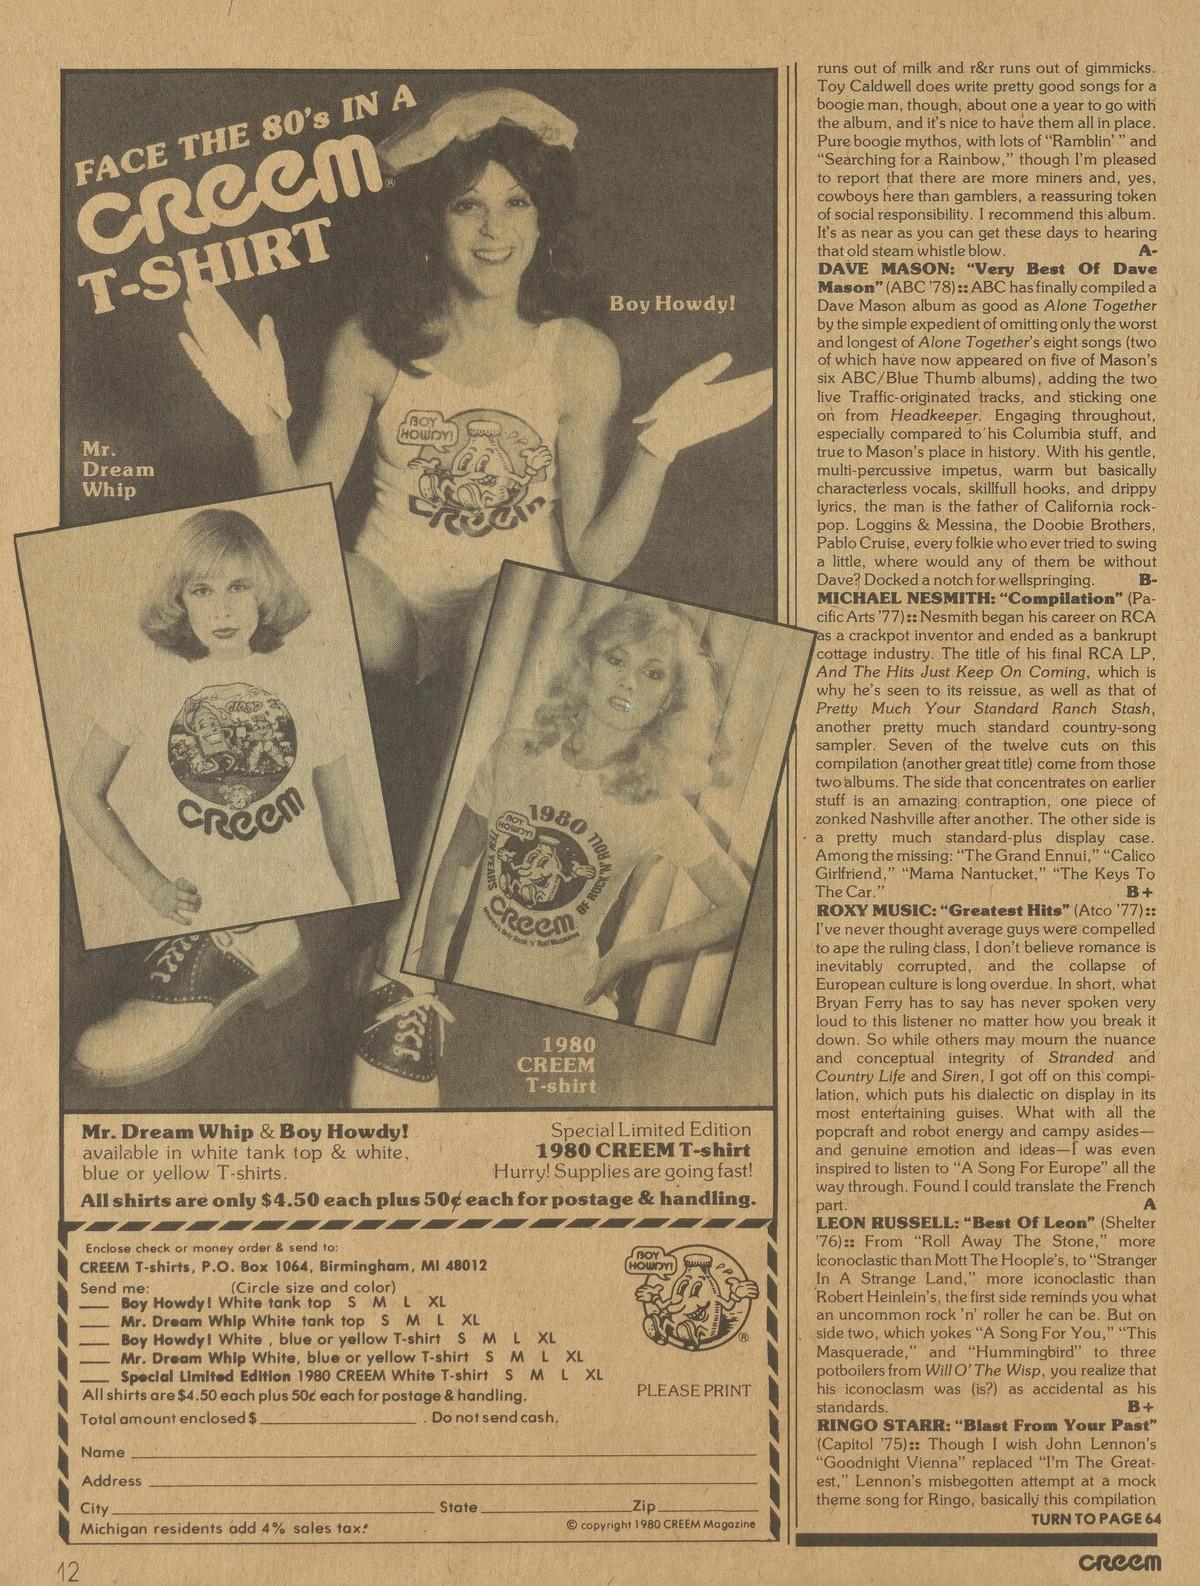 FACE THE 80's IN A
CREEM®
T-SHIRT
Boy Howdy!
BOY
HOWDY!
CREEM
Mr.
Dream
Whip
CREEM
1980
BOY
HOWDY!
TEN YEARS
OF ROCK 'N' ROLL
CREEM
America's Only Rock 'n' Roll Magazine
1980
CREEM
T-shirt
Mr. Dream Whip & Boy Howdy!
available in white tank top & white,
blue or yellow T-shirts.
Special Limited Edition
1980 CREEM T-shirt
Hurry! Supplies are going fast!
All shirts are only $4.50 each plus 50¢ each for postage & handling.
Enclose check or money order & send to:
CREEM T-shirts, P.O. Box 1064, Birmingham, MI 48012
Send me: (Circle size and color)
___ Boy Howdy! White tank top S M L XL
___ Mr. Dream Whip White tank top S M L XL
___ Boy Howdy! White , blue or yellow T-shirt S M L XL
___ Mr. Dream Whip White, blue or yellow T-shirt S M L XL
___ Special Limited Edition 1980 CREEM White T-shirt S M L XL
All shirts are $4.50 each plus 50¢ each for postage & handling.
Total amount enclosed $ ________ . Do not send cash.
BOY
HOWDY!
®
PLEASE PRINT
Name
Address
City State Zip
Michigan residents add 4% sales tax.
© copyright 1980 CREEM Magazine
12
runs out of milk and r&r runs out of gimmicks.
Toy Caldwell does write pretty good songs for a
boogie man, though, about one a year to go with
the album, and it's nice to have them all in place.
Pure boogie mythos, with lots of "Ramblin' " and
"Searching for a Rainbow," though I'm pleased
to report that there are more miners and, yes,
cowboys here than gamblers, a reassuring token
of social responsibility. I recommend this album.
It's as near as you can get these days to hearing
that old steam whistle blow. A-
DAVE MASON: "Very Best Of Dave
Mason" (ABC '78):: ABC has finally compiled a
Dave Mason album as good as Alone Together
by the simple expedient of omitting only the worst
and longest of Alone Together's eight songs (two
of which have now appeared on five of Mason's
six ABC/Blue Thumb albums), adding the two
live Traffic-originated tracks, and sticking one
on from Headkeeper. Engaging throughout,
especially compared to his Columbia stuff, and
true to Mason's place in history. With his gentle,
multi-percussive impetus, warm but basically
characterless vocals, skillfull hooks, and drippy
lyrics, the man is the father of California rock-
pop. Loggins & Messina, the Doobie Brothers,
Pablo Cruise, every folkie who ever tried to swing
a little, where would any of them be without
Dave? Docked a notch for wellspringing. B-
MICHAEL NESMITH: "Compilation" (Pa-
cific Arts '77):: Nesmith began his career on RCA
as a crackpot inventor and ended as a bankrupt
cottage industry. The title of his final RCA LP,
And The Hits Just Keep On Coming, which is
why he's seen to its reissue, as well as that of
Pretty Much Your Standard Ranch Stash,
another pretty much standard country-song
sampler. Seven of the twelve cuts on this
compilation (another great title) come from those
two albums. The side that concentrates on earlier
stuff is an amazing contraption, one piece of
zonked Nashville after another. The other side is
a pretty much standard-plus display case.
Among the missing: "The Grand Ennui," "Calico
Girlfriend," "Mama Nantucket," "The Keys To
The Car." B+
ROXY MUSIC: "Greatest Hits" (Atco '77)::
I've never thought average guys were compelled
to ape the ruling class, I don't believe romance is
inevitably corrupted, and the collapse of
European culture is long overdue. In short, what
Bryan Ferry has to say has never spoken very
loud to this listener no matter how you break it
down. So while others may mourn the nuance
and conceptual integrity of Stranded and
Country Life and Siren, I got off on this compi-
lation, which puts his dialectic on display in its
most entertaining guises. What with all the
popcraft and robot energy and campy asides—
and genuine emotion and ideas—I was even
inspired to listen to "A Song For Europe" all the
way through. Found I could translate the French
part. A
LEON RUSSELL: "Best Of Leon" (Shelter
'76):: From "Roll Away The Stone," more
iconoclastic than Mott The Hoople's, to "Stranger
In A Strange Land," more iconoclastic than
Robert Heinlein's, the first side reminds you what
an uncommon rock 'n' roller he can be. But on
side two, which yokes "A Song For You," "This
Masquerade," and "Hummingbird" to three
potboilers from Will O' The Wisp, you realize that
his iconoclasm was (is?) as accidental as his
standards. B+
RINGO STARR: "Blast From Your Past"
(Capitol '75):: Though I wish John Lennon's
"Goodnight Vienna" replaced "I'm The Great-
est," Lennon's misbegotten attempt at a mock
theme song for Ringo, basically this compilation
TURN TO PAGE 64
CREEM